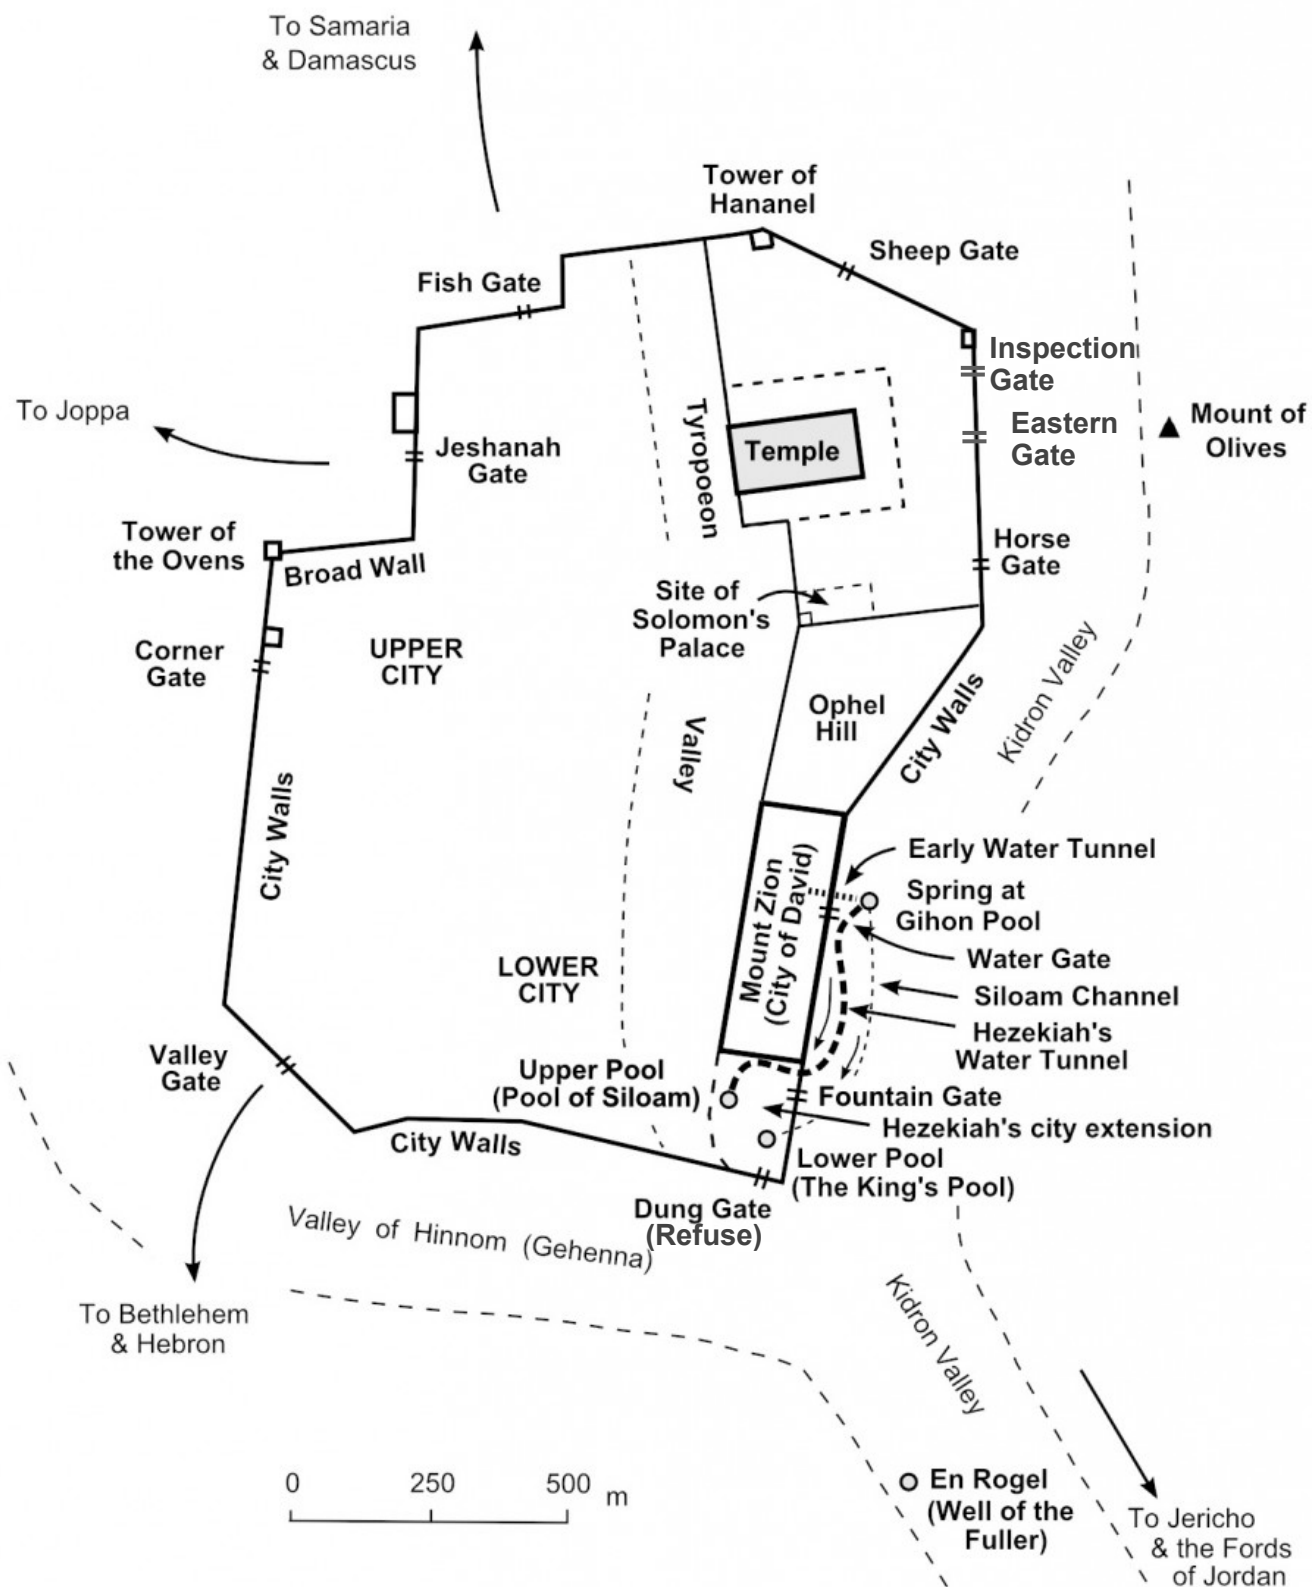 To Samaria
& Damascus
Tower of
Hananel
Sheep Gate
Fish Gate
Inspection
Gate
To Joppa
Eastern
Gate
Mount of
Olives
Jeshanah
Gate
Tyropoeon
Temple
Tower of
the Ovens
Broad Wall
Horse
Gate
Site of
Solomon's
Palace
Corner
Gate
UPPER
CITY
Kidron Valley
Ophel
Hill
City Walls
Valley
City Walls
Early Water Tunnel
Mount Zion
(City of David)
Spring at
Gihon Pool
Water Gate
LOWER
CITY
Siloam Channel
Hezekiah's
Water Tunnel
Valley
Gate
Upper Pool
(Pool of Siloam)
Fountain Gate
Hezekiah's city extension
City Walls
Lower Pool
(The King's Pool)
Dung Gate
(Refuse)
Valley of Hinnom (Gehenna)
To Bethlehem
& Hebron
Kidron Valley
0 250 500 m
En Rogel
(Well of the
Fuller)
To Jericho
& the Fords
of Jordan